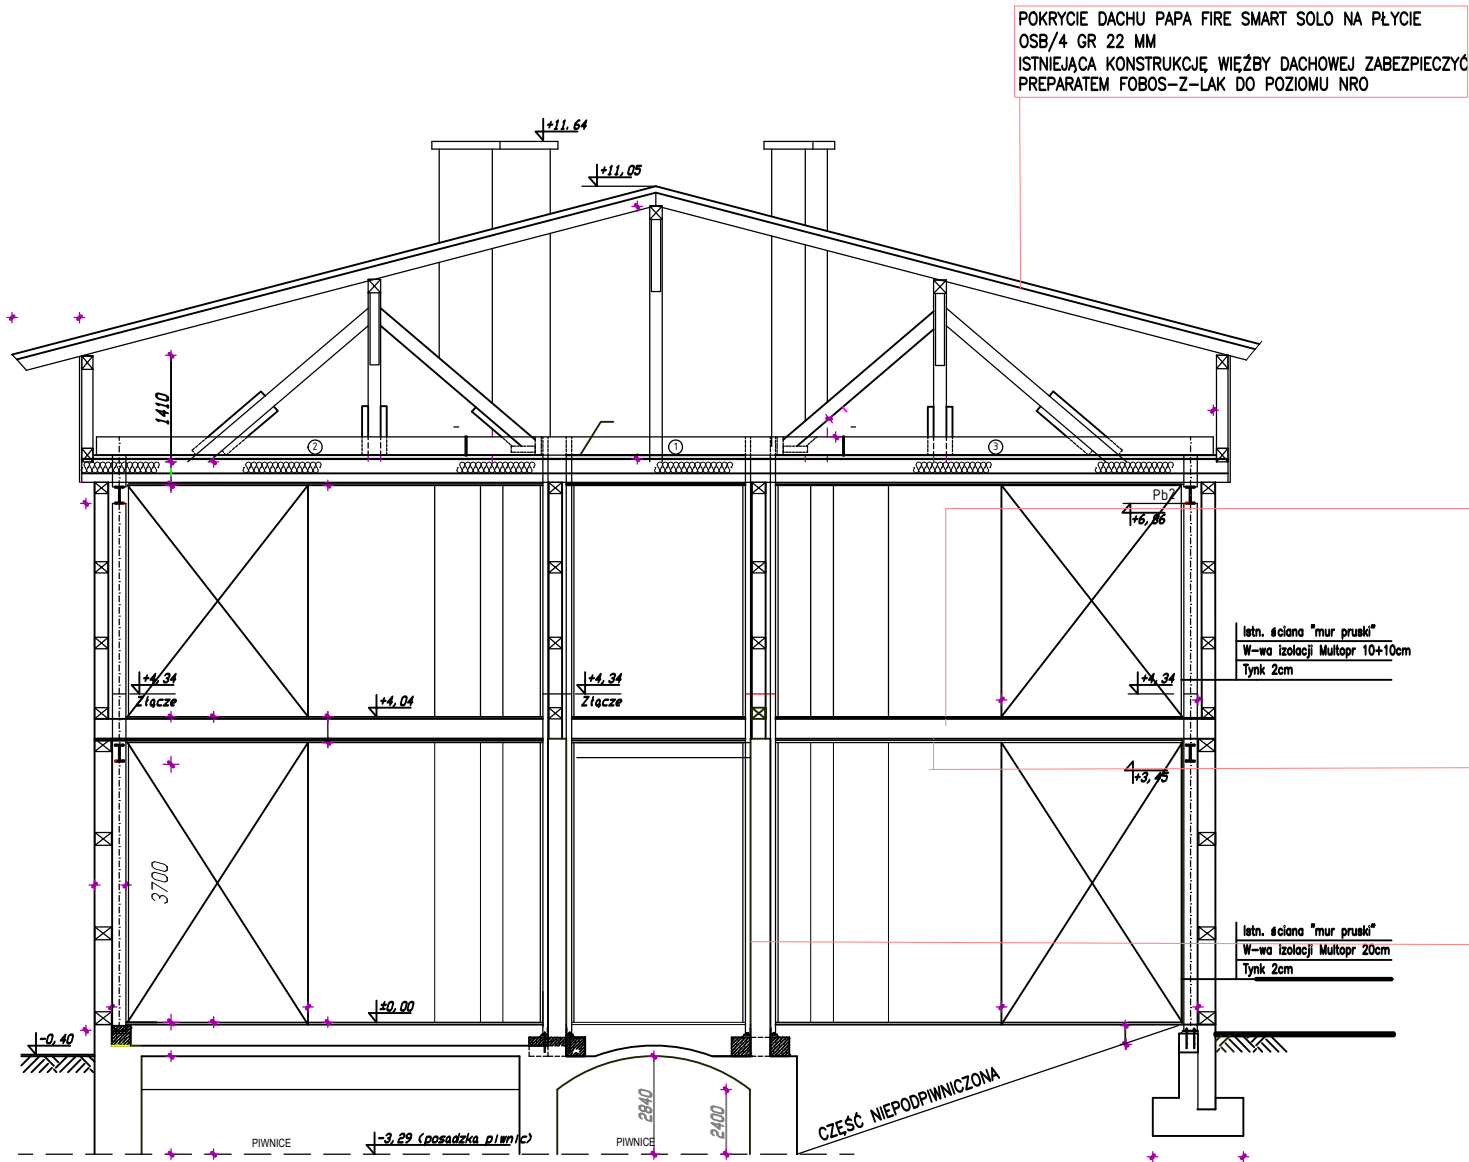 POKRYCIE DACHU PAPA FIRE SMART SOLO NA PŁYCIE
OSB/4 GR 22 MM
ISTNIEJĄCA KONSTRUKCJĘ WIĘŹBY DACHOWEJ ZABEZPIECZYĆ
PREPARATEM FOBOS-Z-LAK DO POZIOMU NRO
+11,64
+11,05
1410
2
1
3
Pb2
+6,86
Istn. ściana "mur pruski"
W-wa izolacji Multopr 10+10cm
Tynk 2cm
+4,34
Złącze
+4,04
+4,34
Złącze
+4,34
+3,45
3700
Istn. ściana "mur pruski"
W-wa izolacji Multopr 20cm
Tynk 2cm
±0,00
-0,40
2840
2400
CZĘŚĆ NIEPODPIWNICZONA
PIWNICE
-3,29 (posadzka piwnic)
PIWNICE